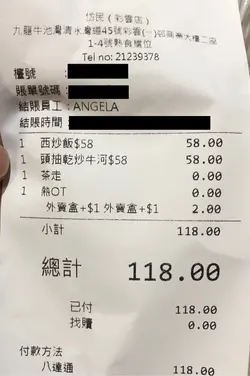 岱民（彩雲店）
九龍牛池灣清水灣道45號彩雲(一)邨商業大樓二座
1-4號熟食檔位
Tel no: 21239378
檯號 :
賬單號碼 :
結賬員工 : ANGELA
結賬時間 :
1 西炒飯$58 58.00
1 頭抽乾炒牛河$58 58.00
1 茶走 0.00
1 熱OT 0.00
外賣盒+$1 外賣盒+$1 2.00
小計 118.00
總計 118.00
已付 118.00
找贖 0.00
付款方法
八達通 118.00